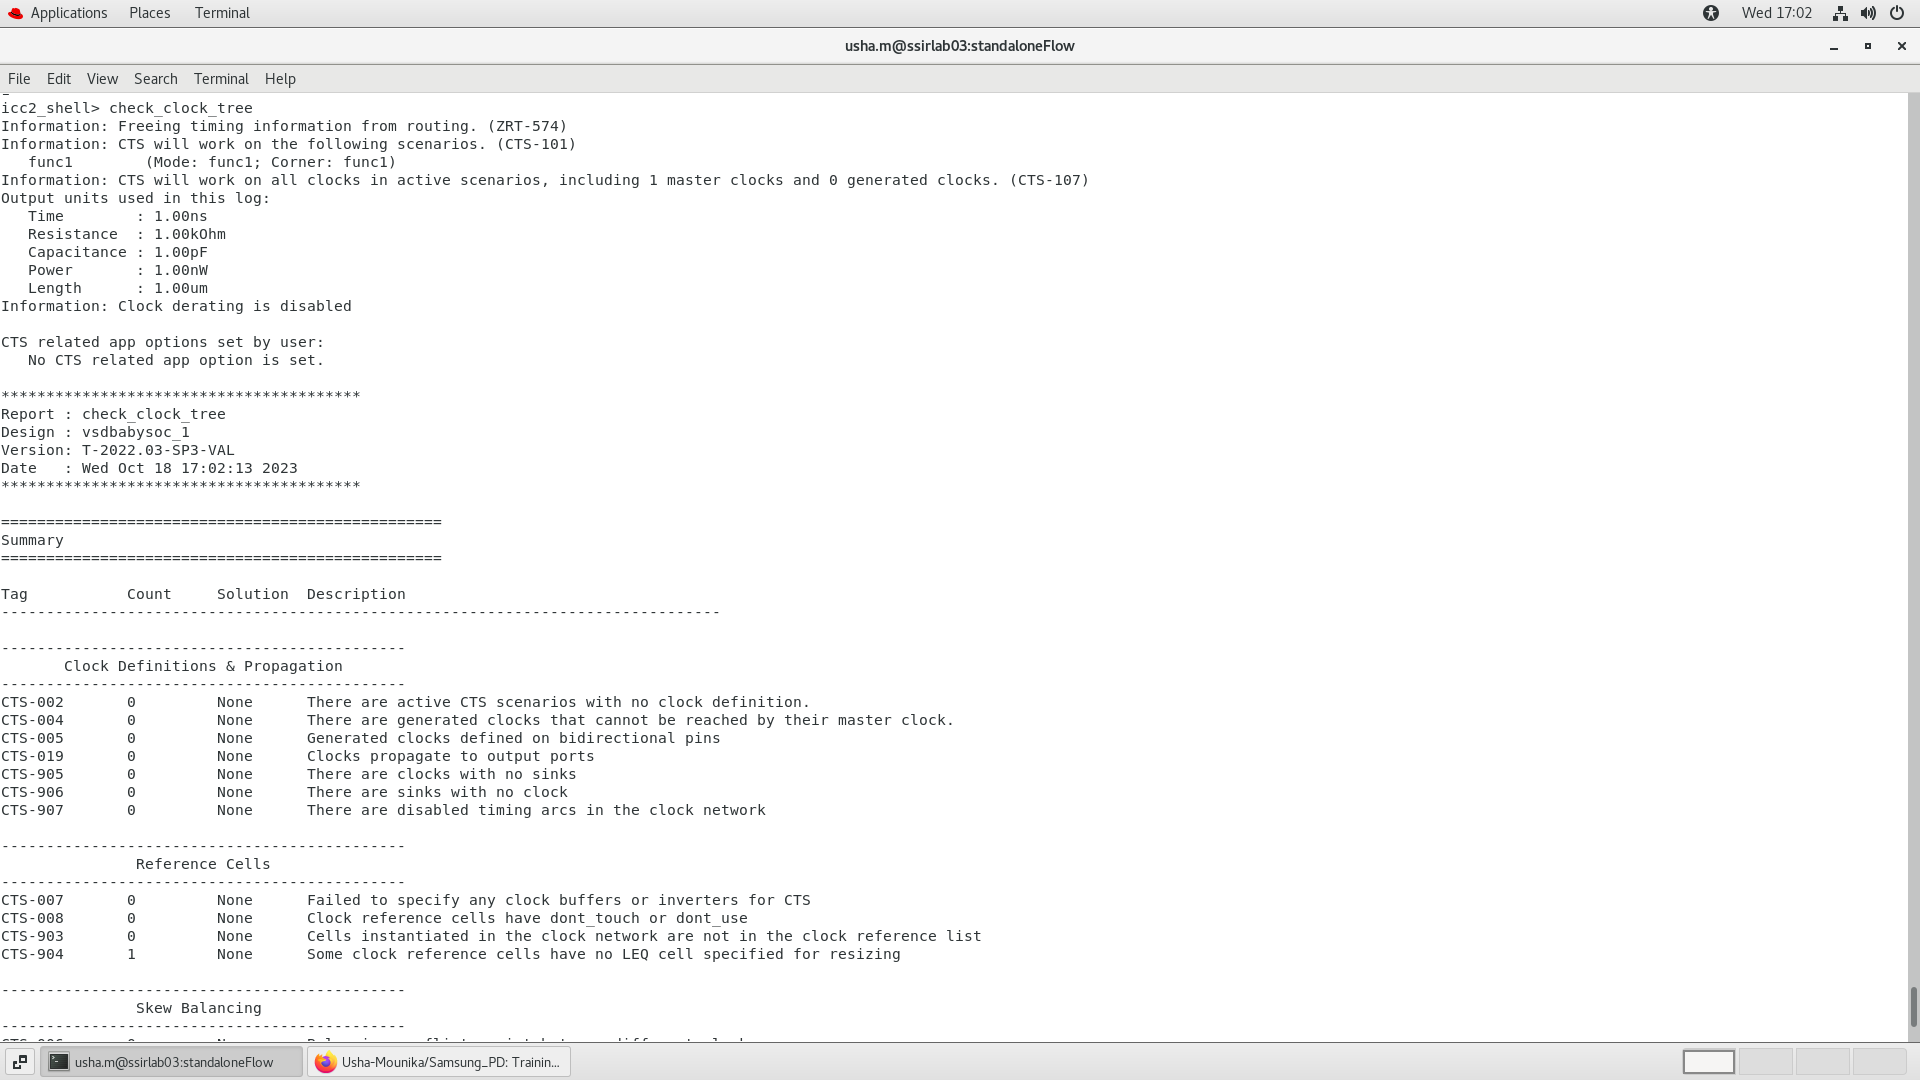 Applications Places Terminal Wed 17:02
usha.m@ssirlab03:standaloneFlow
File Edit View Search Terminal Help
icc2_shell> check_clock_tree
Information: Freeing timing information from routing. (ZRT-574)
Information: CTS will work on the following scenarios. (CTS-101)
   func1        (Mode: func1; Corner: func1)
Information: CTS will work on all clocks in active scenarios, including 1 master clocks and 0 generated clocks. (CTS-107)
Output units used in this log:
   Time        : 1.00ns
   Resistance  : 1.00kOhm
   Capacitance : 1.00pF
   Power       : 1.00nW
   Length      : 1.00um
Information: Clock derating is disabled
CTS related app options set by user:
   No CTS related app option is set.
****************************************
Report : check_clock_tree
Design : vsdbabysoc_1
Version: T-2022.03-SP3-VAL
Date   : Wed Oct 18 17:02:13 2023
****************************************
=================================================
Summary
=================================================
Tag           Count     Solution  Description
--------------------------------------------------------------------------------
---------------------------------------------
       Clock Definitions & Propagation
---------------------------------------------
CTS-002       0         None      There are active CTS scenarios with no clock definition.
CTS-004       0         None      There are generated clocks that cannot be reached by their master clock.
CTS-005       0         None      Generated clocks defined on bidirectional pins
CTS-019       0         None      Clocks propagate to output ports
CTS-905       0         None      There are clocks with no sinks
CTS-906       0         None      There are sinks with no clock
CTS-907       0         None      There are disabled timing arcs in the clock network
---------------------------------------------
               Reference Cells
---------------------------------------------
CTS-007       0         None      Failed to specify any clock buffers or inverters for CTS
CTS-008       0         None      Clock reference cells have dont_touch or dont_use
CTS-903       0         None      Cells instantiated in the clock network are not in the clock reference list
CTS-904       1         None      Some clock reference cells have no LEQ cell specified for resizing
---------------------------------------------
               Skew Balancing
---------------------------------------------
usha.m@ssirlab03:standaloneFlow Usha-Mounika/Samsung_PD: Trainin...